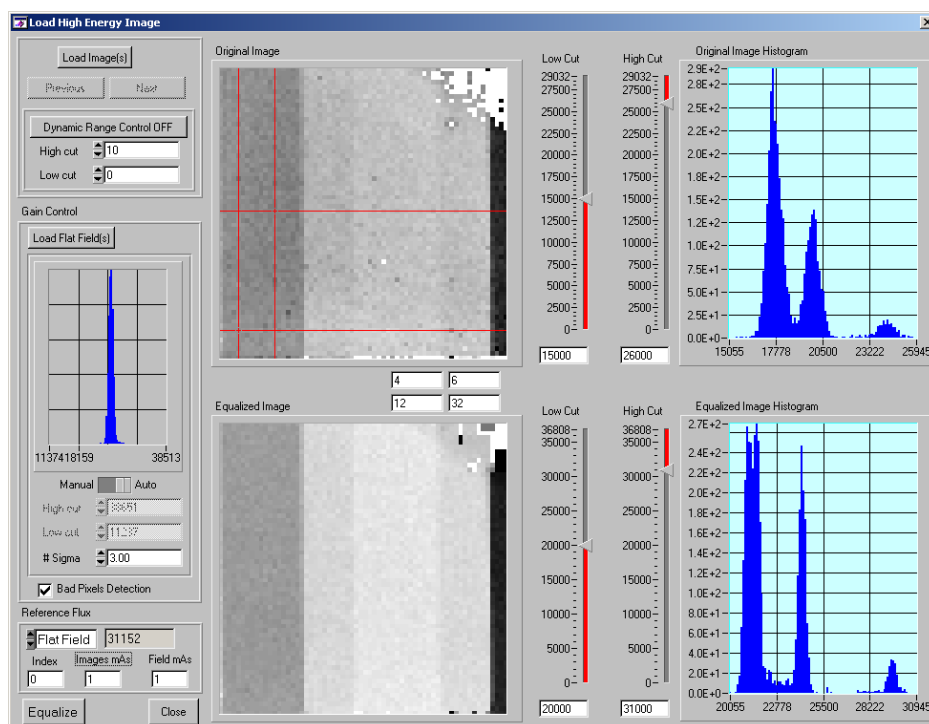 Load High Energy Image
Load Image(s)
Previous Next
Dynamic Range Control OFF
High cut 10
Low cut 0
Gain Control
Load Flat Field(s)
1137418159 38513
Manual Auto
High cut 38651
Low cut 11237
# Sigma 3.00
Bad Pixels Detection
Reference Flux
Flat Field 31152
Index Images mAs Field mAs
0 1 1
Equalize Close
Original Image
Low Cut
29032
27500
25000
22500
20000
17500
15000
12500
10000
7500
5000
2500
0
15000
High Cut
29032
27500
25000
22500
20000
17500
15000
12500
10000
7500
5000
2500
0
26000
Original Image Histogram
2.9E+2
2.5E+2
2.2E+2
2.0E+2
1.7E+2
1.5E+2
1.2E+2
1.0E+2
7.5E+1
5.0E+1
2.5E+1
0.0E+0
15055 17778 20500 23222 25945
4 6
12 32
Equalized Image
Low Cut
36808
35000
30000
25000
20000
15000
10000
5000
0
20000
High Cut
36808
35000
30000
25000
20000
15000
10000
5000
0
31000
Equalized Image Histogram
2.7E+2
2.4E+2
2.2E+2
2.0E+2
1.8E+2
1.6E+2
1.4E+2
1.2E+2
1.0E+2
8.0E+1
6.0E+1
4.0E+1
2.0E+1
0.0E+0
20055 22778 25500 28222 30945